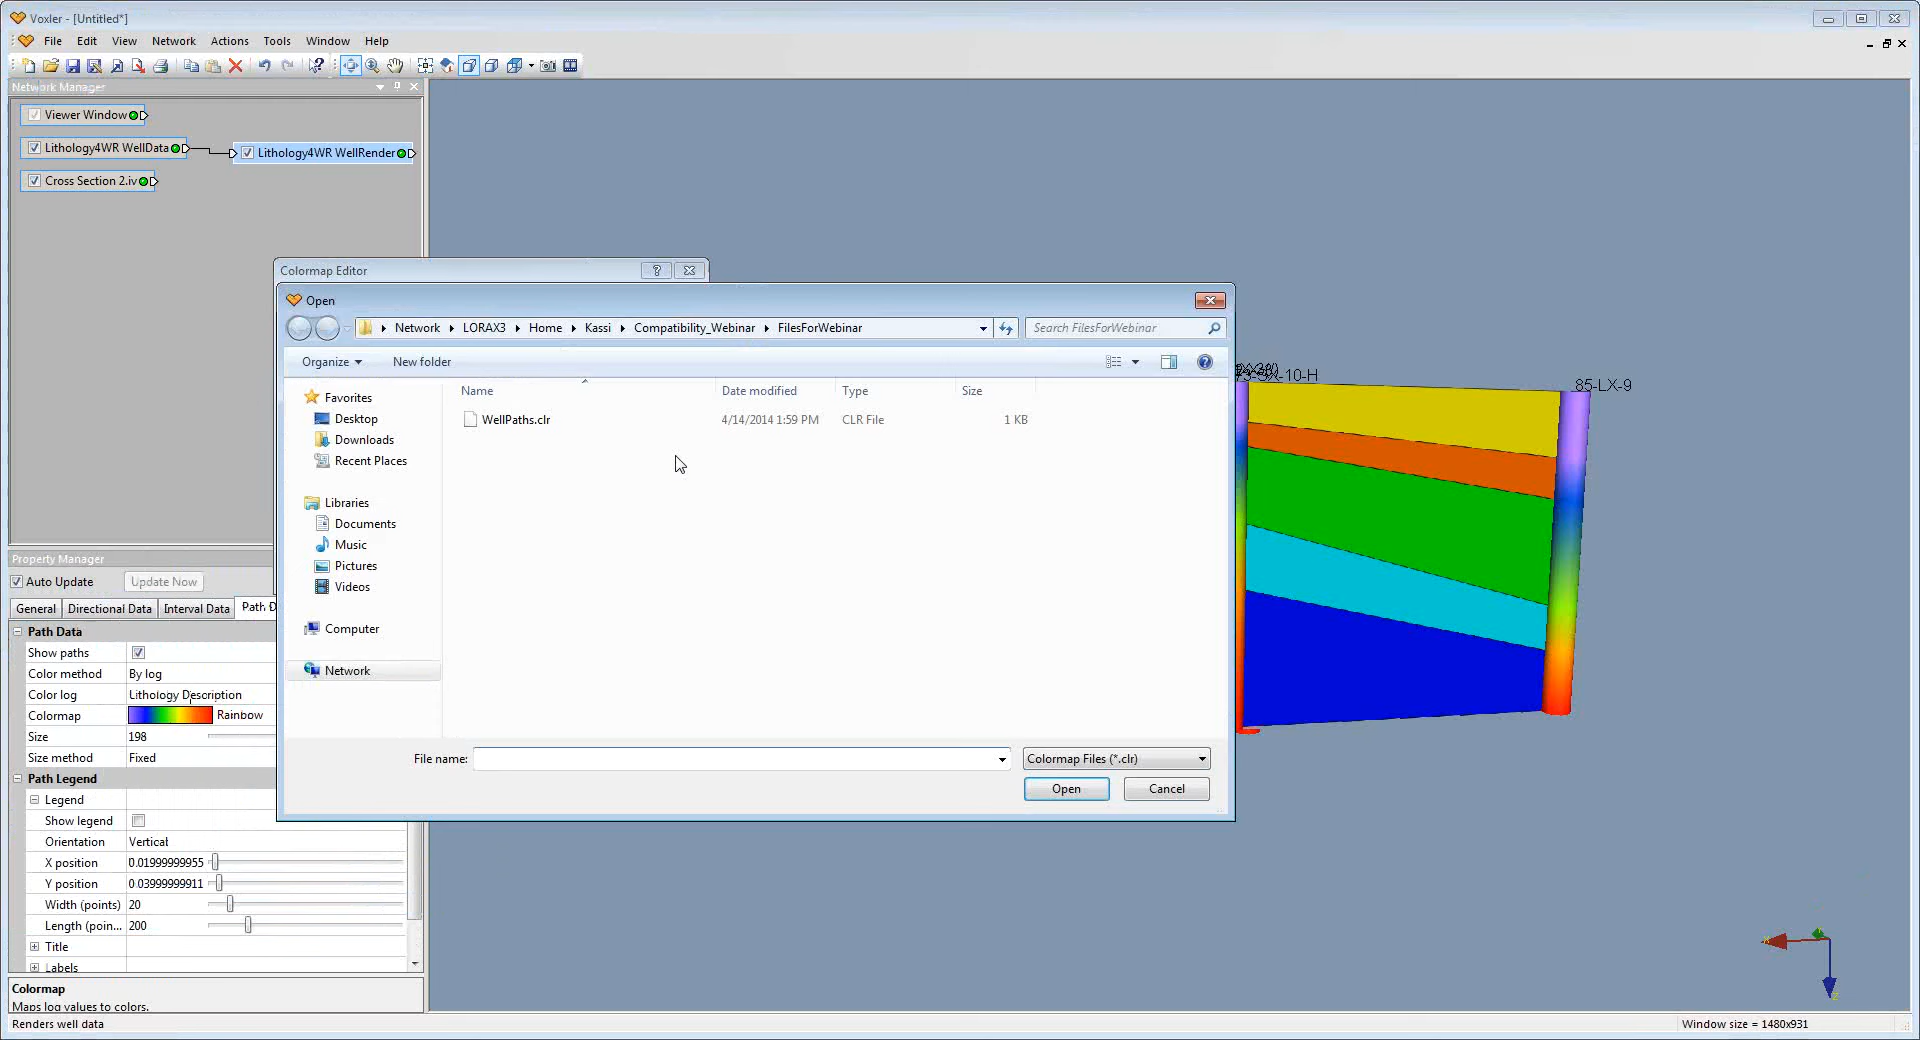 Voxler - [Untitled*]
File Edit View Network Actions Tools Window Help
Network Manager
Viewer Window
Lithology4WR WellData
Lithology4WR WellRender
Cross Section 2.iv
Colormap Editor
Open
Network LORAX3 Home Kassi Compatibility_Webinar FilesForWebinar
Search FilesForWebinar
Organize New folder
Name Date modified Type Size
WellPaths.clr 4/14/2014 1:59 PM CLR File 1 KB
Favorites
Desktop
Downloads
Recent Places
Libraries
Documents
Music
Pictures
Videos
Computer
Network
File name:
Colormap Files (*.clr)
Open Cancel
-10-H
85-LX-9
Property Manager
Auto Update Update Now
General Directional Data Interval Data Path D
Path Data
Show paths
Color method By log
Color log Lithology Description
Colormap Rainbow
Size 198
Size method Fixed
Path Legend
Legend
Show legend
Orientation Vertical
X position 0.01999999955
Y position 0.03999999911
Width (points) 20
Length (poin... 200
Title
Labels
Colormap
Maps log values to colors.
Renders well data
Window size = 1480x931
Z